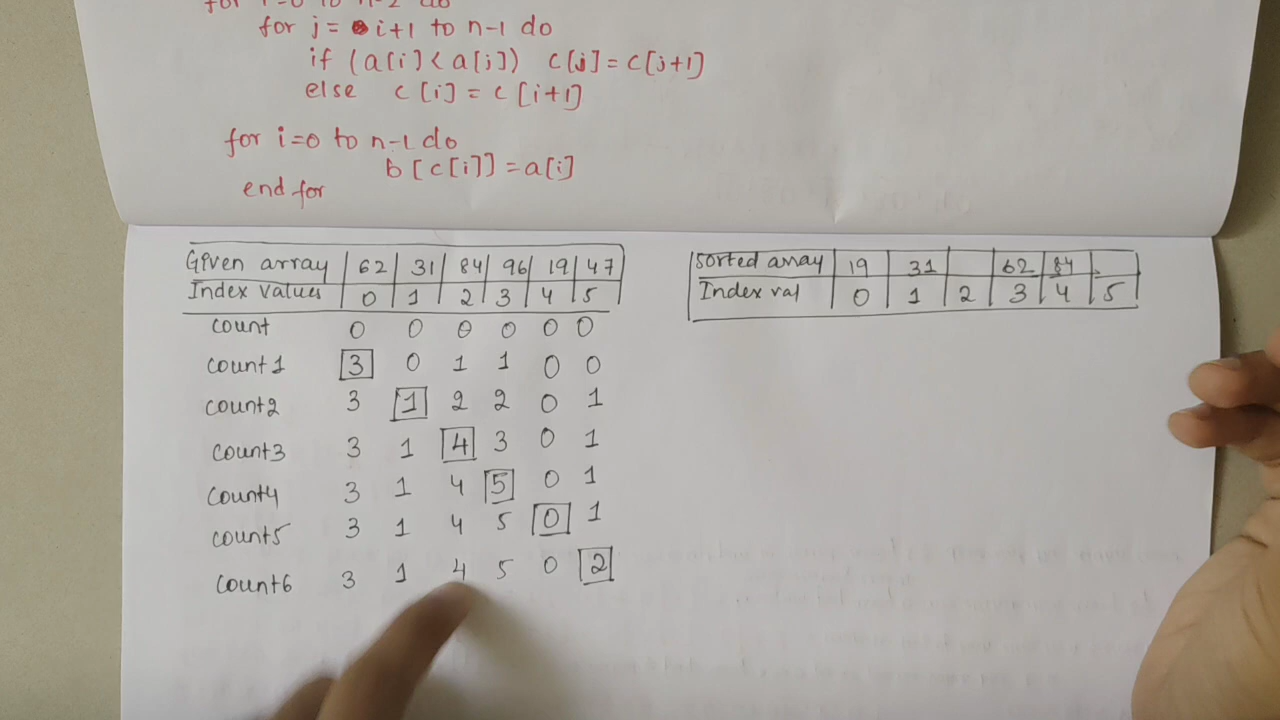 for i=0 to n-2 do
for j= i+1 to n-1 do
if (a[i]<a[j]) c[j]=c[j+1]
else c[i]=c[i+1]
for i=0 to n-1 do
b[c[i]]=a[i]
end for
Given array 62 31 84 96 19 47
Index values 0 1 2 3 4 5
count 0 0 0 0 0 0
count1 3 0 1 1 0 0
count2 3 1 2 2 0 1
count3 3 1 4 3 0 1
count4 3 1 4 5 0 1
count5 3 1 4 5 0 1
count6 3 1 4 5 0 2
sorted array 19 31 62 84
Index val 0 1 2 3 4 5